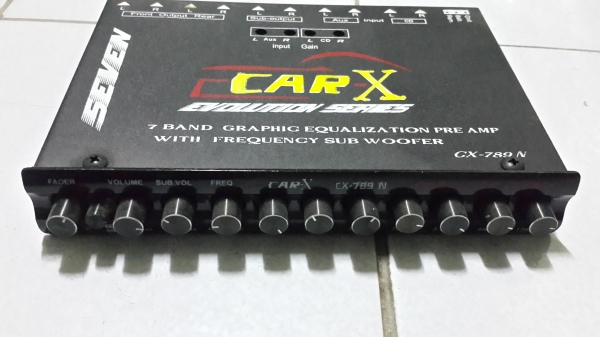 L R L R L R L R L R
Front Output Rear Sub-output Aux Input CD
L Aux R L CD R
Input Gain
SEVEN
CAR-X
EVOLUTION SERIES
7 BAND GRAPHIC EQUALIZATION PRE AMP
WITH FREQUENCY SUB WOOFER
CX-789 N
FADER VOLUME SUB.VOL FREQ CAR-X CX-789 N